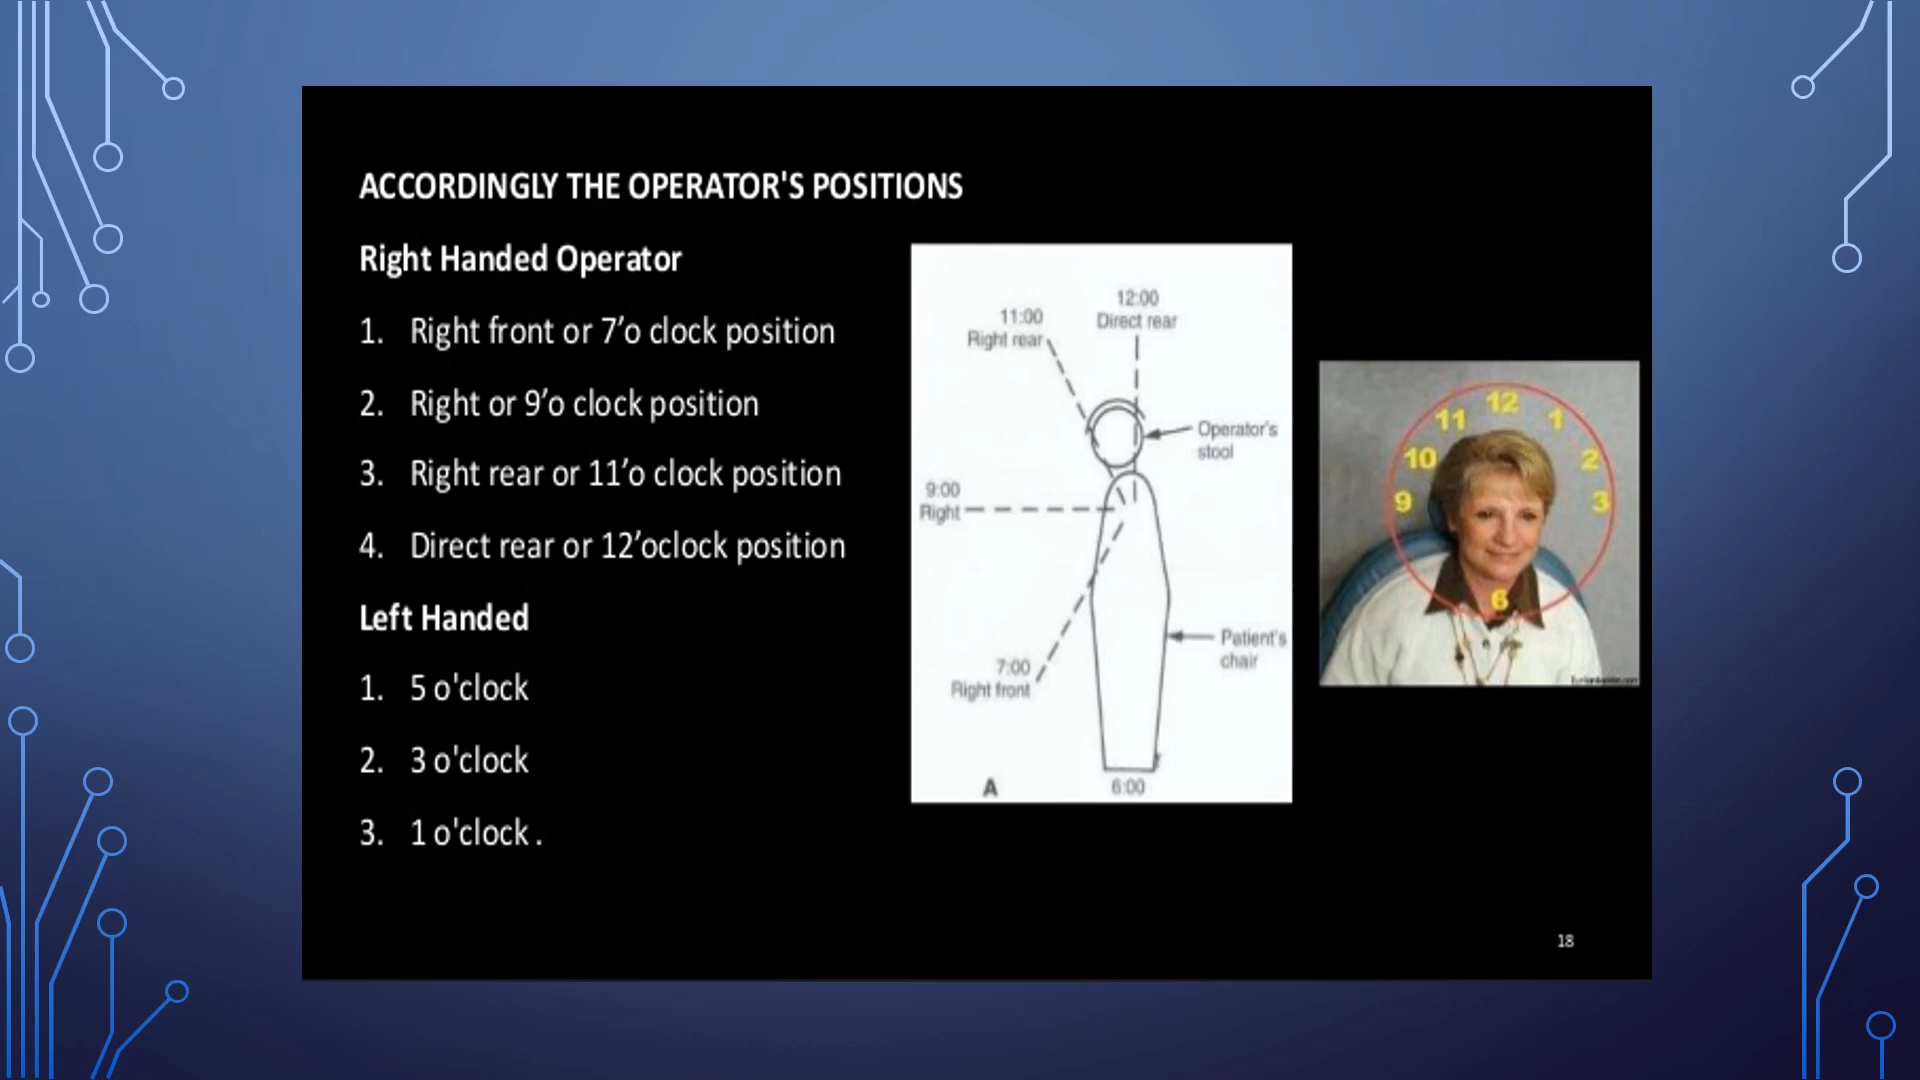 ACCORDINGLY THE OPERATOR'S POSITIONS
Right Handed Operator
1. Right front or 7’o clock position
2. Right or 9’o clock position
3. Right rear or 11’o clock position
4. Direct rear or 12’oclock position
Left Handed
1. 5 o'clock
2. 3 o'clock
3. 1 o'clock .
12:00
Direct rear
11:00
Right rear
Operator's
stool
9:00
Right
Patient's
chair
7:00
Right front
6:00
A
12
11
1
10
2
9
3
6
18